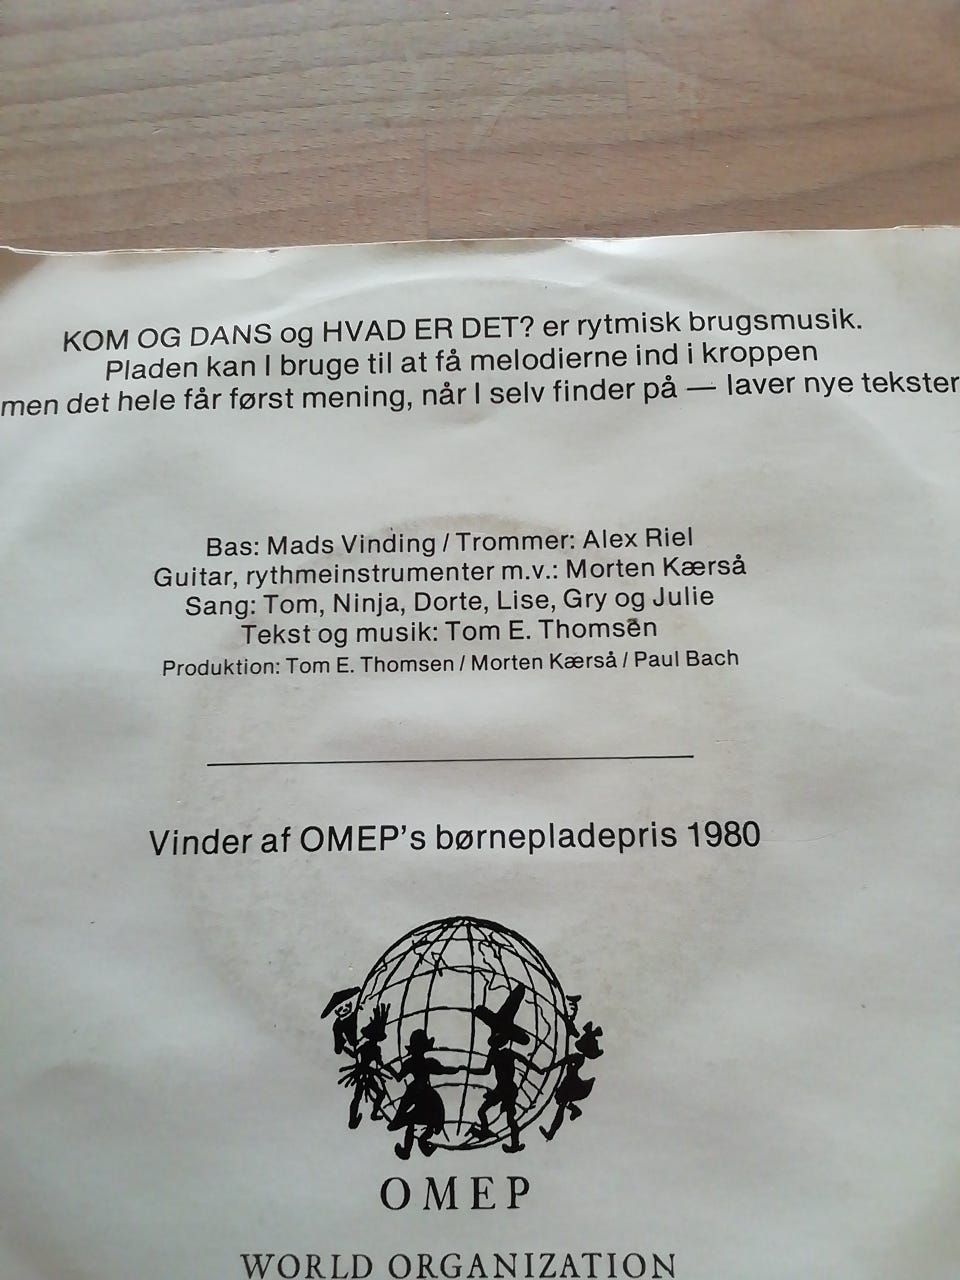 KOM OG DANS og HVAD ER DET? er rytmisk brugsmusik.
Pladen kan I bruge til at få melodierne ind i kroppen
men det hele får først mening, når I selv finder på — laver nye tekster
Bas: Mads Vinding / Trommer: Alex Riel
Guitar, rythmeinstrumenter m.v.: Morten Kærså
Sang: Tom, Ninja, Dorte, Lise, Gry og Julie
Tekst og musik: Tom E. Thomsen
Produktion: Tom E. Thomsen / Morten Kærså / Paul Bach
Vinder af OMEP's børnepladepris 1980
OMEP
WORLD ORGANIZATION